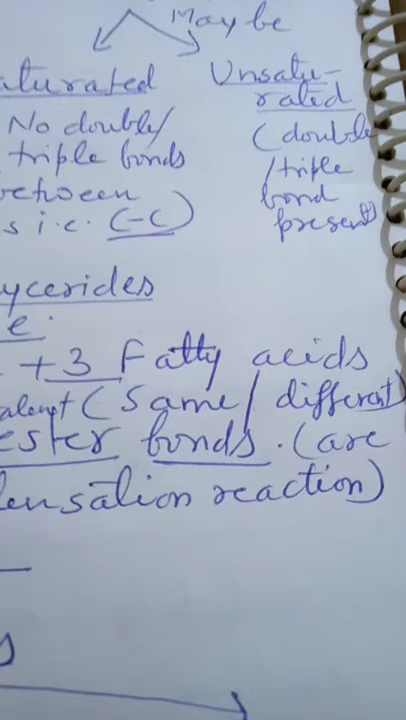 May be
aturated Unsatu-
rated
No double/ (double
triple bonds /triple
between bond
s i.e. (-C) present)
ycerides
e.
+3 Fatty acids
alent (same/different)
ester bonds. (are
densation reaction)
s